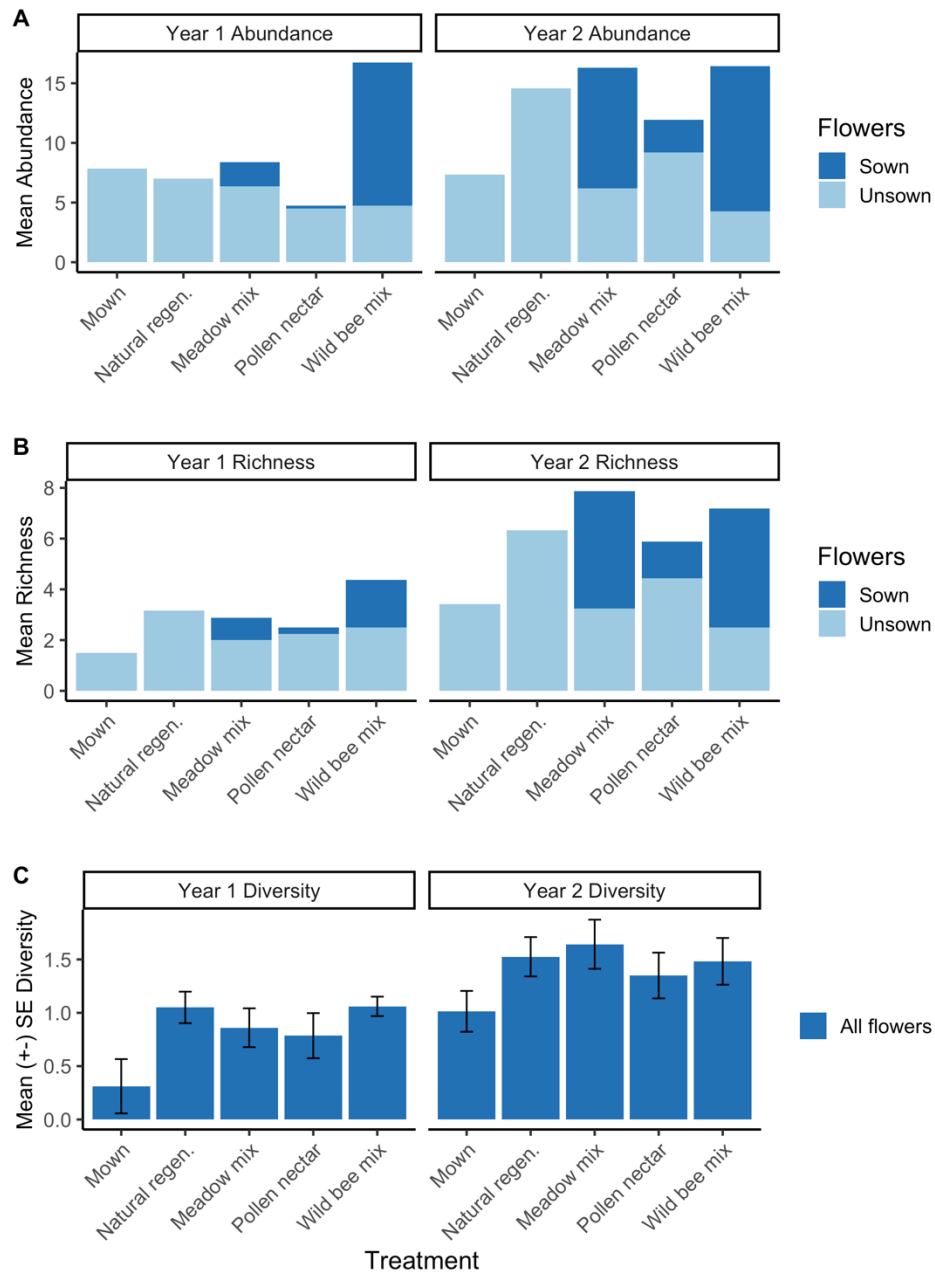 A
Year 1 Abundance
Year 2 Abundance
Mean Abundance
15
10
5
0
Mown
Natural regen.
Meadow mix
Pollen nectar
Wild bee mix
Mown
Natural regen.
Meadow mix
Pollen nectar
Wild bee mix
Flowers
Sown
Unsown
B
Year 1 Richness
Year 2 Richness
Mean Richness
8
6
4
2
0
Mown
Natural regen.
Meadow mix
Pollen nectar
Wild bee mix
Mown
Natural regen.
Meadow mix
Pollen nectar
Wild bee mix
Flowers
Sown
Unsown
C
Year 1 Diversity
Year 2 Diversity
Mean (+-) SE Diversity
1.5
1.0
0.5
0.0
Mown
Natural regen.
Meadow mix
Pollen nectar
Wild bee mix
Mown
Natural regen.
Meadow mix
Pollen nectar
Wild bee mix
All flowers
Treatment